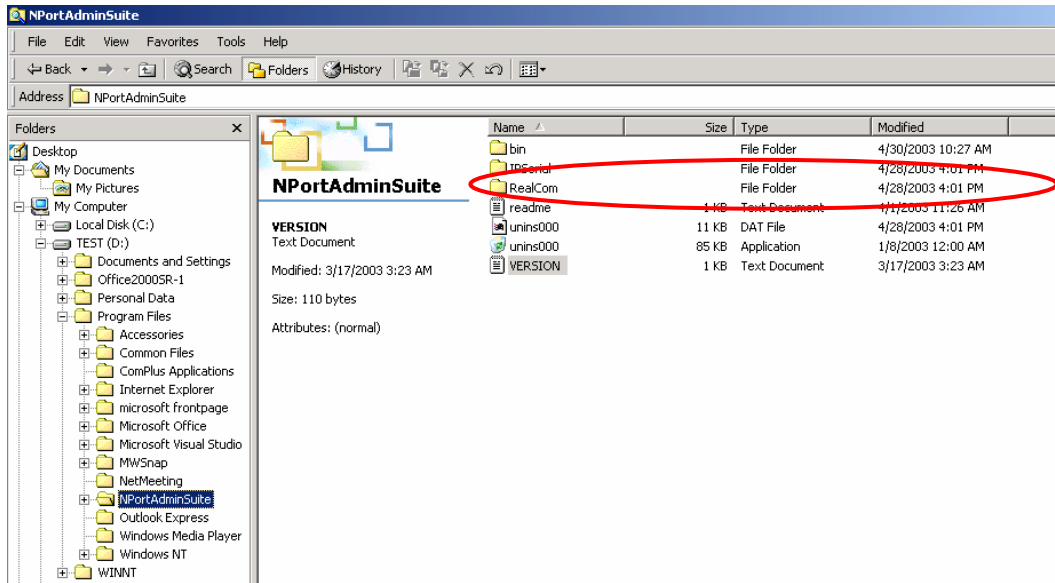 NPortAdminSuite
File Edit View Favorites Tools Help
Back Search Folders History
Address NPortAdminSuite
Folders x
Desktop
My Documents
My Pictures
My Computer
Local Disk (C:)
TEST (D:)
Documents and Settings
Office2000SR-1
Personal Data
Program Files
Accessories
Common Files
ComPlus Applications
Internet Explorer
microsoft frontpage
Microsoft Office
Microsoft Visual Studio
MWSnap
NetMeeting
NPortAdminSuite
Outlook Express
Windows Media Player
Windows NT
WINNT
NPortAdminSuite
VERSION
Text Document
Modified: 3/17/2003 3:23 AM
Size: 110 bytes
Attributes: (normal)
Name Size Type Modified
bin File Folder 4/30/2003 10:27 AM
IPSerial File Folder 4/28/2003 4:01 PM
RealCom File Folder 4/28/2003 4:01 PM
readme 1 KB Text Document 4/1/2003 11:26 AM
unins000 11 KB DAT File 4/28/2003 4:01 PM
unins000 85 KB Application 1/8/2003 12:00 AM
VERSION 1 KB Text Document 3/17/2003 3:23 AM